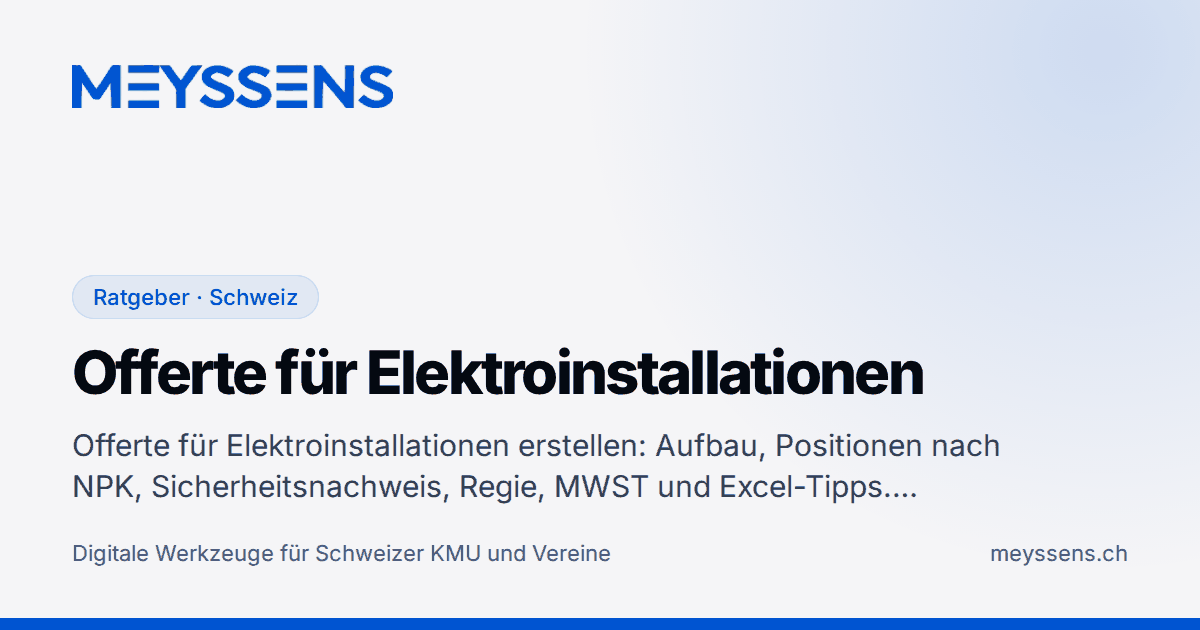 MEYSSENS
Ratgeber · Schweiz
Offerte für Elektroinstallationen
Offerte für Elektroinstallationen erstellen: Aufbau, Positionen nach
NPK, Sicherheitsnachweis, Regie, MWST und Excel-Tipps....
Digitale Werkzeuge für Schweizer KMU und Vereine
meyssens.ch